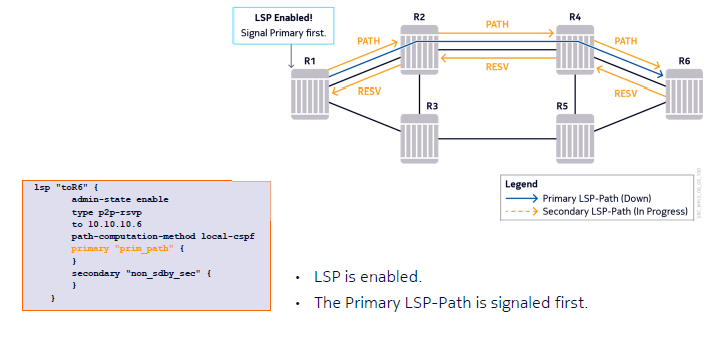 LSP Enabled!
Signal Primary first.
R1
R2
R4
R6
R3
R5
PATH
PATH
PATH
RESV
RESV
RESV
lsp "toR6" {
admin-state enable
type p2p-rsvp
to 10.10.10.6
path-computation-method local-cspf
primary "prim_path" {
}
secondary "non_sdby_sec" {
}
}
Legend
Primary LSP-Path (Down)
Secondary LSP-Path (In Progress)
• LSP is enabled.
• The Primary LSP-Path is signaled first.